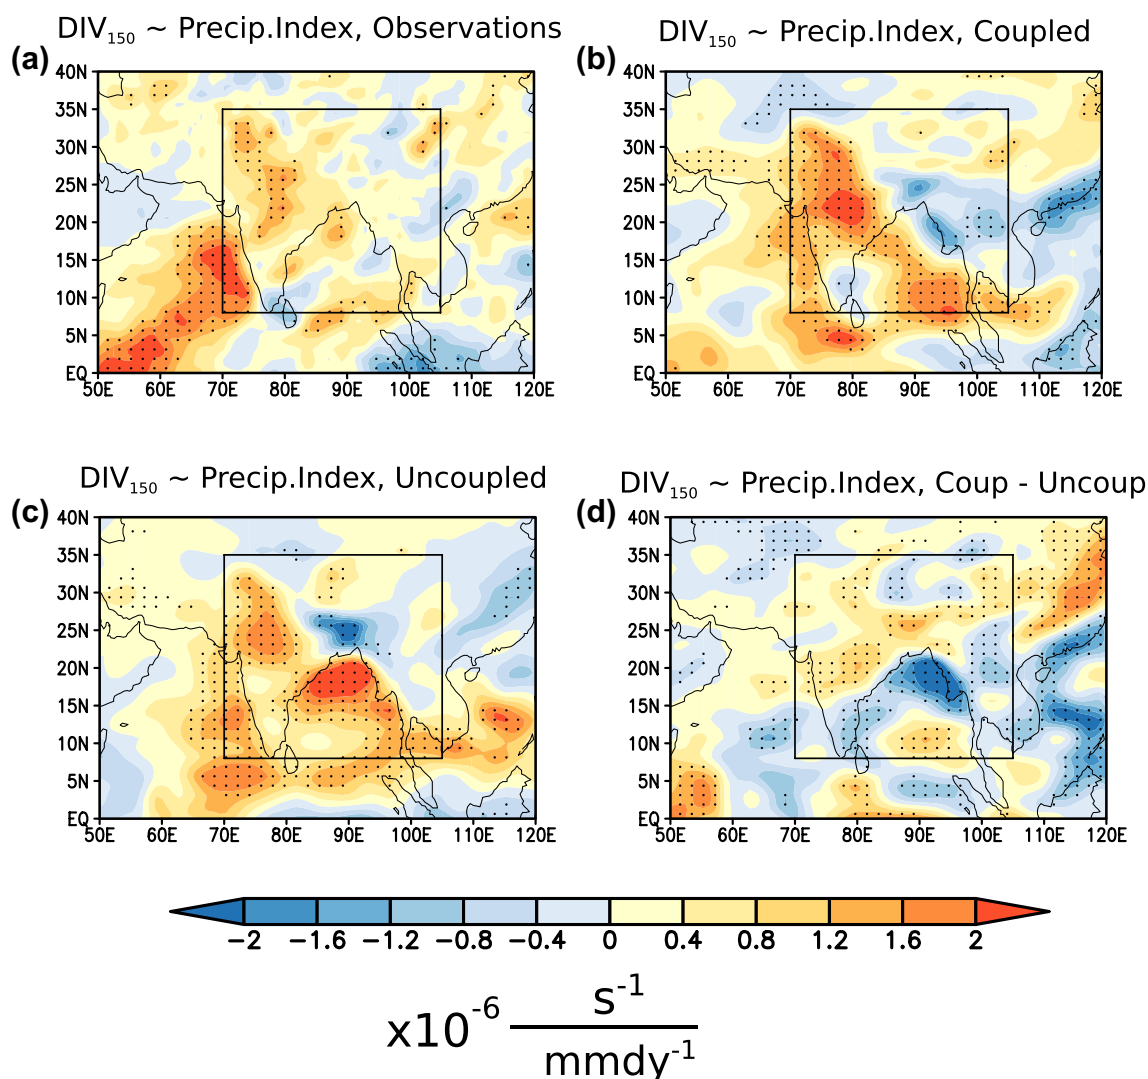 DIV₁₅₀ ~ Precip.Index, Observations
(a)
40N
35N
30N
25N
20N
15N
10N
5N
EQ
50E 60E 70E 80E 90E 100E 110E 120E
DIV₁₅₀ ~ Precip.Index, Coupled
(b)
40N
35N
30N
25N
20N
15N
10N
5N
EQ
50E 60E 70E 80E 90E 100E 110E 120E
DIV₁₅₀ ~ Precip.Index, Uncoupled
(c)
40N
35N
30N
25N
20N
15N
10N
5N
EQ
50E 60E 70E 80E 90E 100E 110E 120E
DIV₁₅₀ ~ Precip.Index, Coup - Uncoup
(d)
40N
35N
30N
25N
20N
15N
10N
5N
EQ
50E 60E 70E 80E 90E 100E 110E 120E
−2 −1.6 −1.2 −0.8 −0.4 0 0.4 0.8 1.2 1.6 2
s⁻¹
x10⁻⁶
mmdy⁻¹